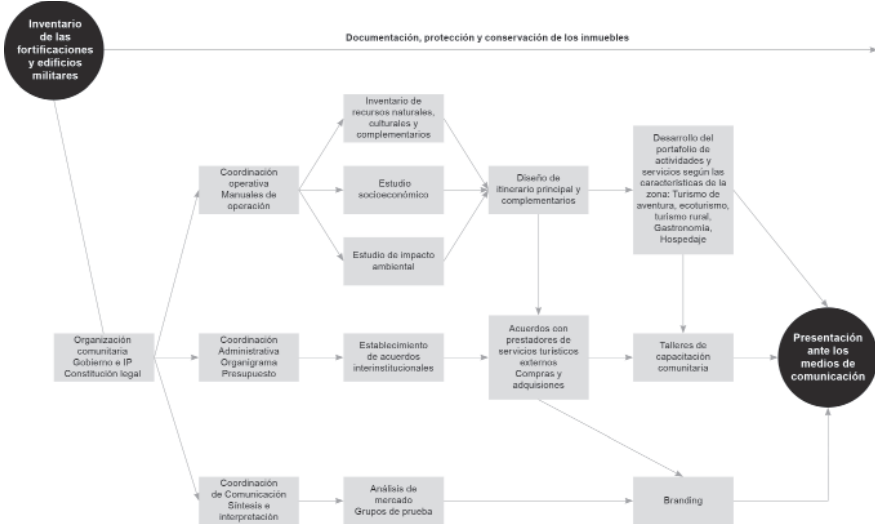 Inventario
de las
fortificaciones
y edificios
militares
Documentación, protección y conservación de los inmuebles
Inventario de
recursos naturales,
culturales y
complementarios
Coordinación
operativa
Manuales de
operación
Estudio
socioeconómico
Estudio de impacto
ambiental
Diseño de
itinerario principal y
complementarios
Desarrollo del
portafolio de
actividades y
servicios según las
características de la
zona: Turismo de
aventura, ecoturismo,
turismo rural,
Gastronomía,
Hospedaje
Organización
comunitaria
Gobierno e IP
Constitución legal
Coordinación
Administrativa
Organigrama
Presupuesto
Establecimiento
de acuerdos
interinstitucionales
Acuerdos con
prestadores de
servicios turísticos
externos
Compras y
adquisiones
Talleres de
capacitación
comunitaria
Presentación
ante los
medios de
comunicación
Coordinación
de Comunicación
Síntesis e
interpretación
Análisis de
mercado
Grupos de prueba
Branding